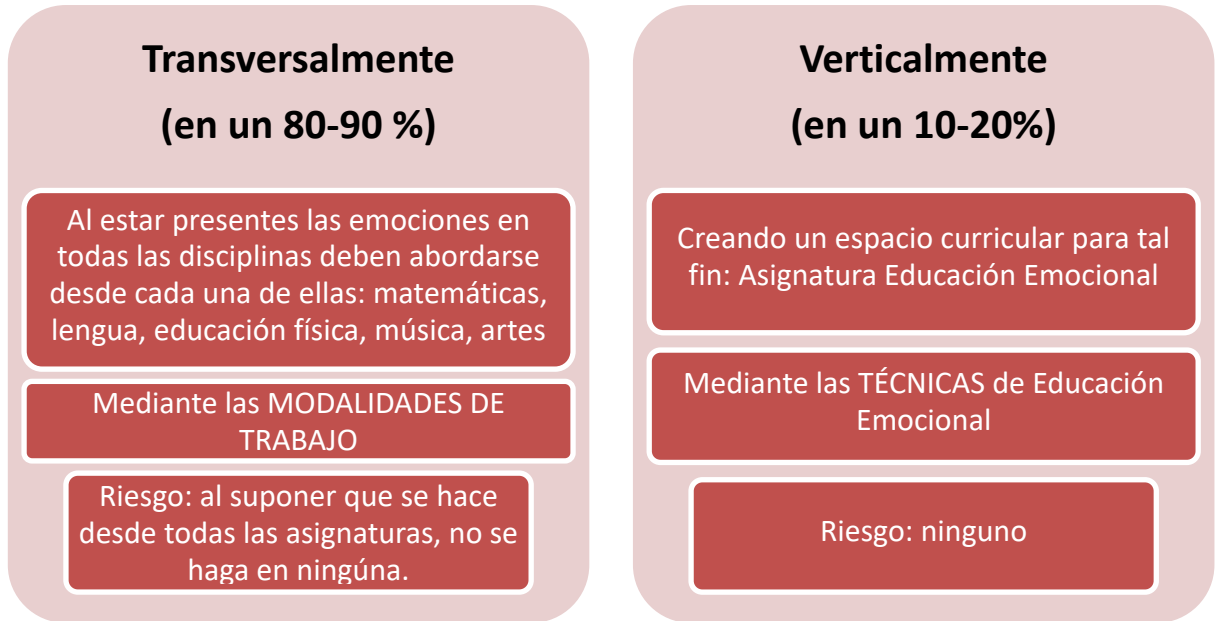 Transversalmente
(en un 80-90 %)
Al estar presentes las emociones en
todas las disciplinas deben abordarse
desde cada una de ellas: matemáticas,
lengua, educación física, música, artes
Mediante las MODALIDADES DE
TRABAJO
Riesgo: al suponer que se hace
desde todas las asignaturas, no se
haga en ningúna.
Verticalmente
(en un 10-20%)
Creando un espacio curricular para tal
fin: Asignatura Educación Emocional
Mediante las TÉCNICAS de Educación
Emocional
Riesgo: ninguno